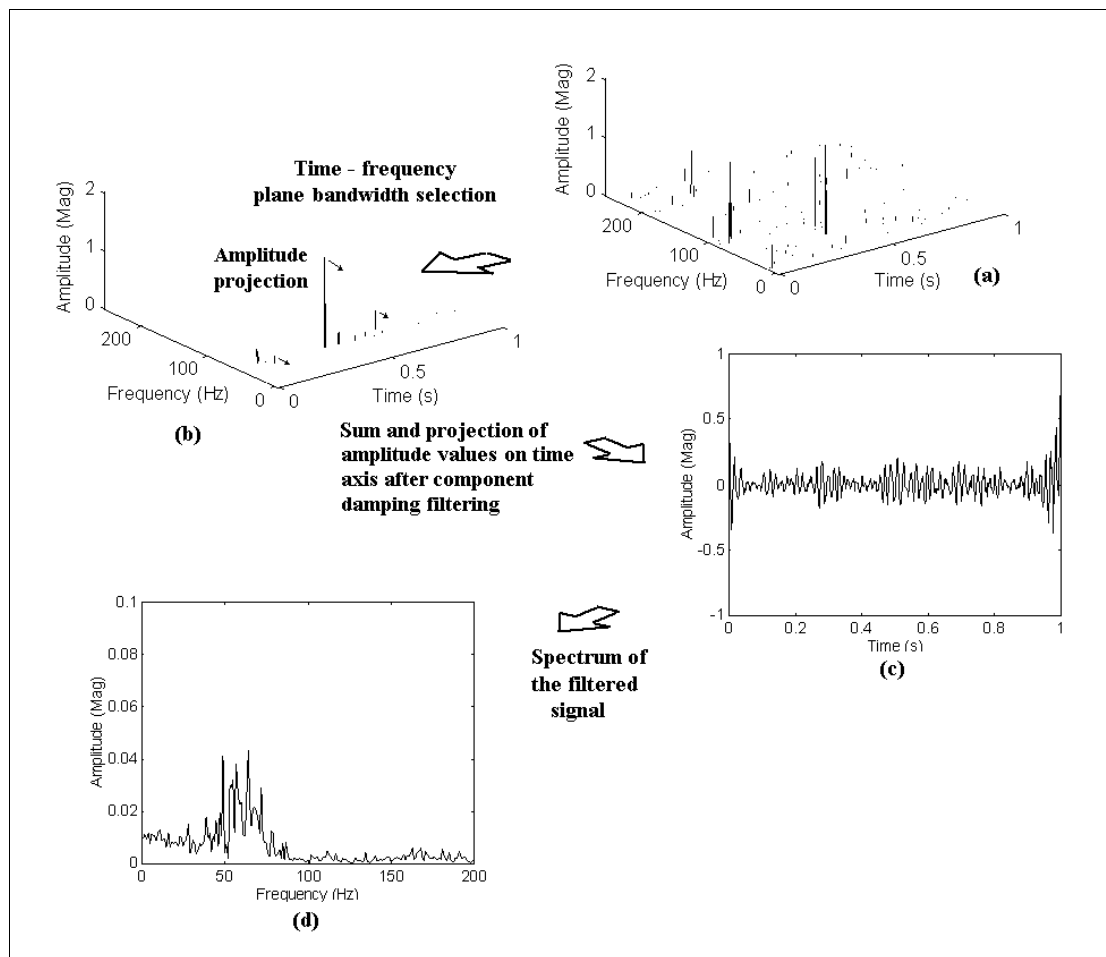 2
1
0
Amplitude (Mag)
200
100
0
Frequency (Hz)
0
0.5
1
Time (s)
(a)
Time - frequency
plane bandwidth selection
2
1
0
Amplitude (Mag)
Amplitude
projection
200
100
0
Frequency (Hz)
0
0.5
1
Time (s)
(b)
Sum and projection of
amplitude values on time
axis after component
damping filtering
1
0.5
0
-0.5
-1
Amplitude (Mag)
0 0.2 0.4 0.6 0.8 1
Time (s)
(c)
Spectrum of
the filtered
signal
0.1
0.08
0.06
0.04
0.02
0
Amplitude (Mag)
0 50 100 150 200
Frequency (Hz)
(d)